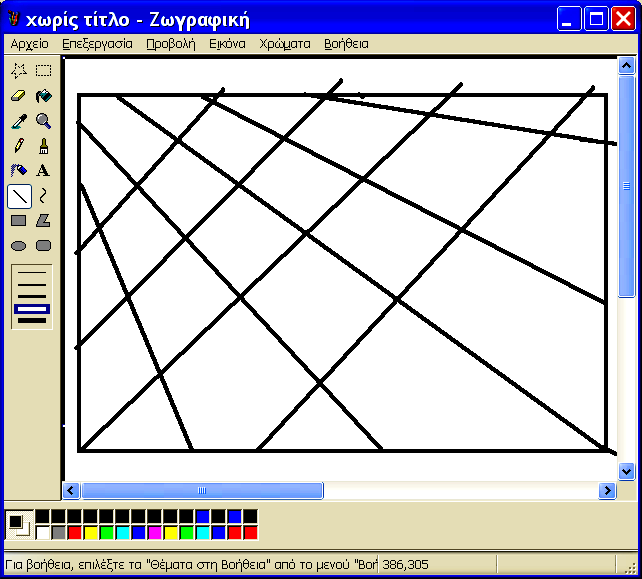 χωρίς τίτλο - Ζωγραφική
Αρχείο Επεξεργασία Προβολή Εικόνα Χρώματα Βοήθεια
A
Για βοήθεια, επιλέξτε τα "Θέματα στη Βοήθεια" από το μενού "Βοή 386,305